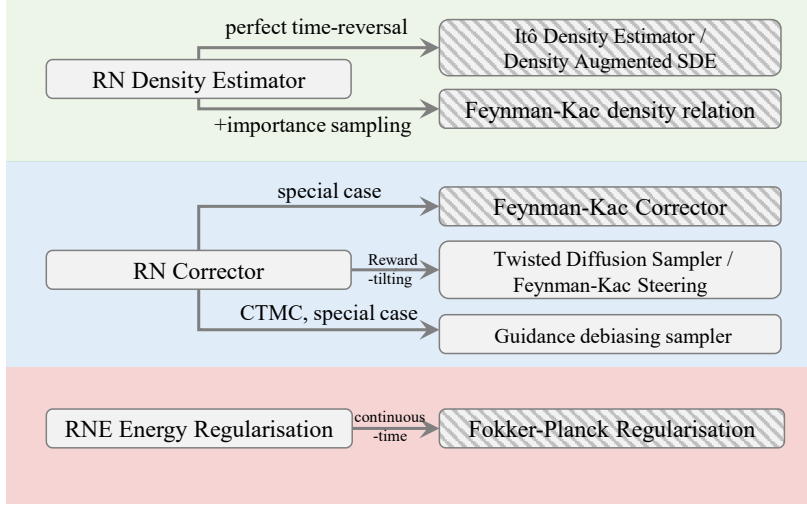 perfect time-reversal
Itô Density Estimator /
Density Augmented SDE
RN Density Estimator
+importance sampling
Feynman-Kac density relation
special case
Feynman-Kac Corrector
RN Corrector
Reward
-tilting
Twisted Diffusion Sampler /
Feynman-Kac Steering
CTMC, special case
Guidance debiasing sampler
RNE Energy Regularisation
continuous
-time
Fokker-Planck Regularisation